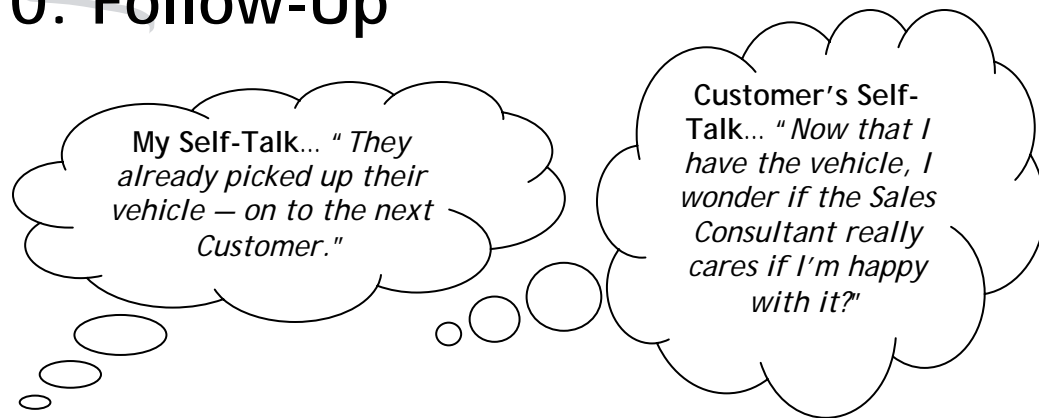 0. Follow-Up
My Self-Talk... “They
already picked up their
vehicle — on to the next
Customer.”
Customer’s Self-
Talk... “Now that I
have the vehicle, I
wonder if the Sales
Consultant really
cares if I’m happy
with it?”